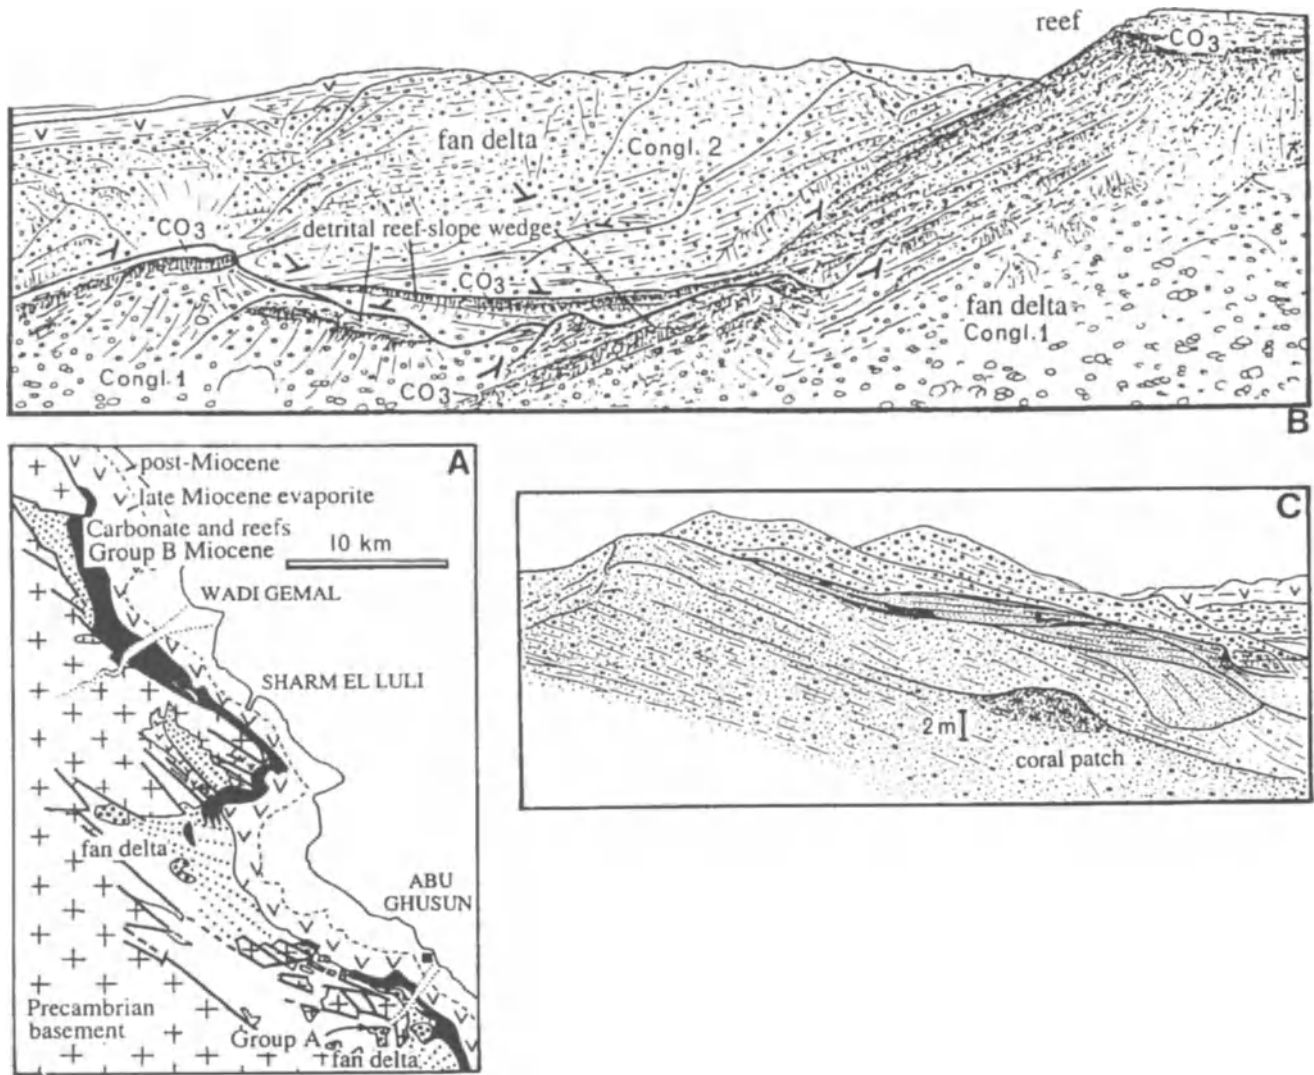 reef
CO3
fan delta
Congl. 2
detrital reef-slope wedge
CO3
CO3
fan delta
Congl.1
Congl.1
CO3
B
A
post-Miocene
late Miocene evaporite
Carbonate and reefs
Group B Miocene
10 km
WADI GEMAL
SHARM EL LULI
fan delta
ABU
GHUSUN
Precambrian
basement
Group A
fan delta
C
2 m
coral patch